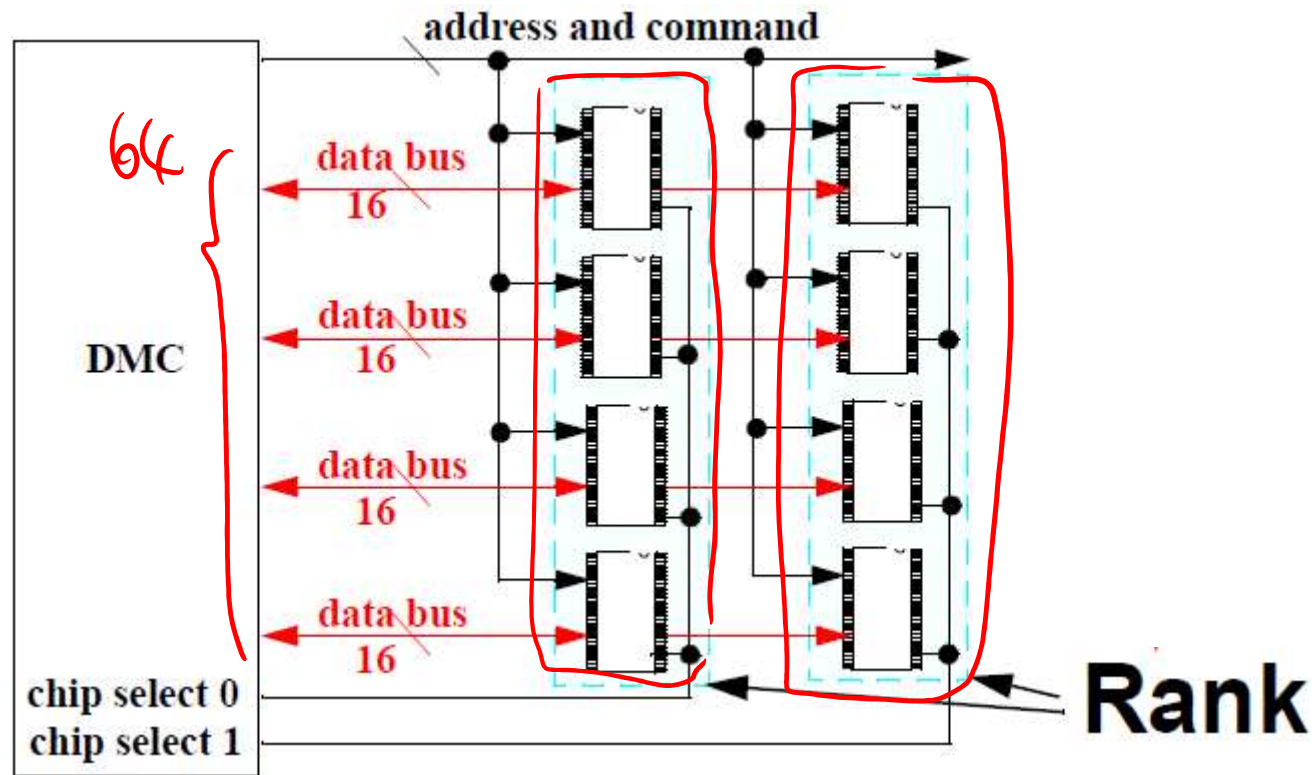 address and command
64
data bus
16
data bus
16
DMC
data bus
16
data bus
16
chip select 0
chip select 1
Rank